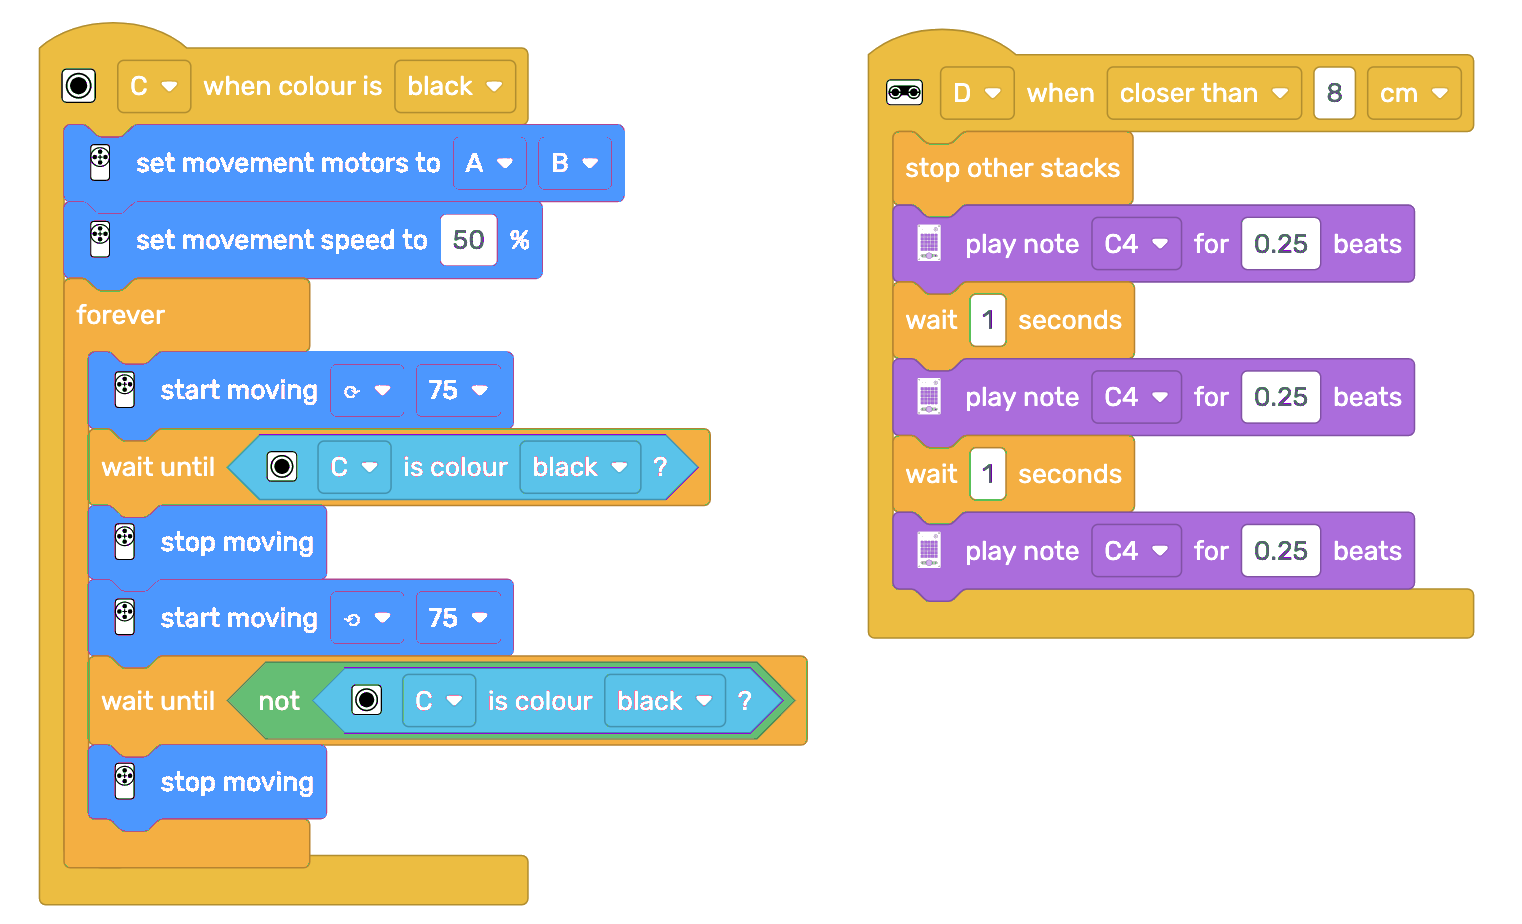 C when colour is black
set movement motors to A B
set movement speed to 50 %
forever
start moving 75
wait until C is colour black ?
stop moving
start moving 75
wait until not C is colour black ?
stop moving
D when closer than 8 cm
stop other stacks
play note C4 for 0.25 beats
wait 1 seconds
play note C4 for 0.25 beats
wait 1 seconds
play note C4 for 0.25 beats